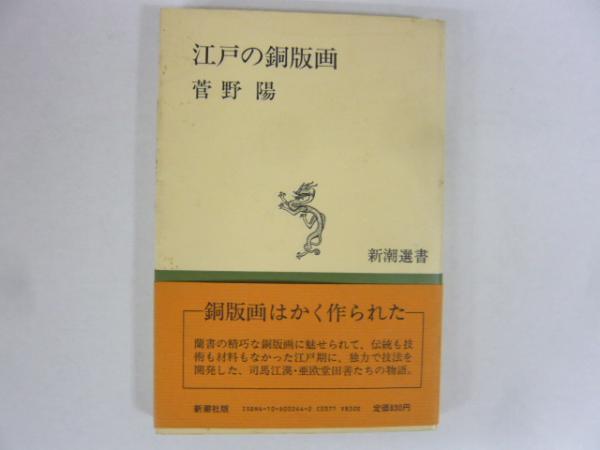 江戸の銅版画
菅野 陽
新潮選書
銅版画はかく作られた
蘭書の精巧な銅版画に魅せられて、伝統も技
術も材料もなかった江戸期に、独力で技法を
開発した、司馬江漢・亜欧堂田善たちの物語。
新潮社版
定価830円